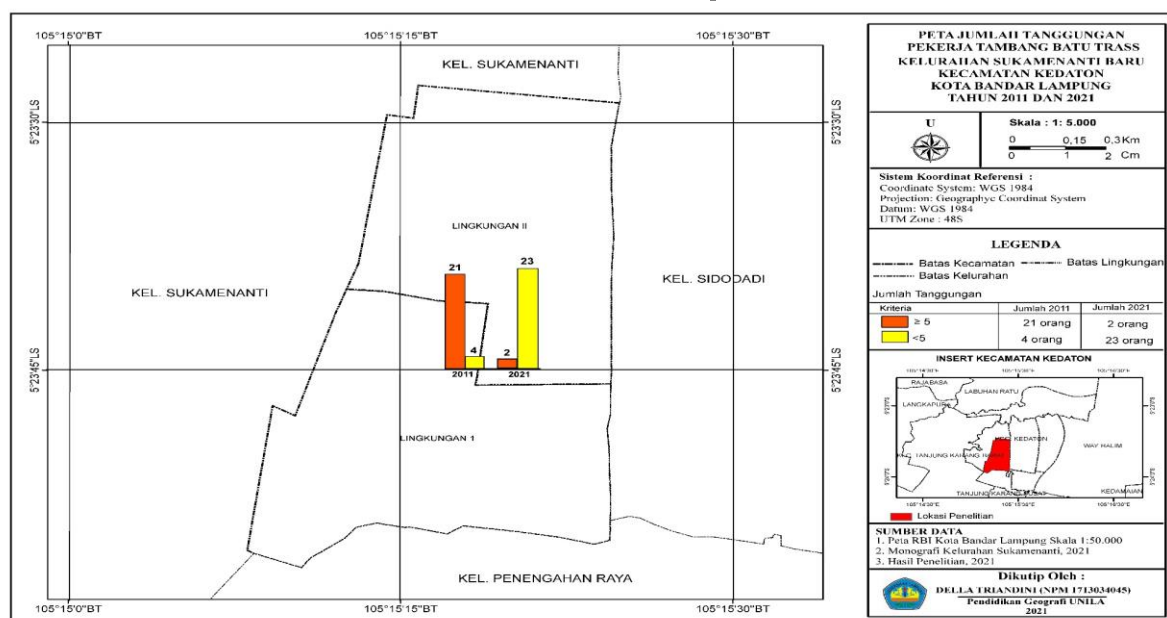 105°15'0"BT
105°15'15"BT
105°15'30"BT
KEL. SUKAMENANTI
5°23'30"LS
5°23'30"LS
LINGKUNGAN II
KEL. SUKAMENANTI
KEL. SIDODADI
21
4
2
23
2011
2021
5°23'45"LS
5°23'45"LS
LINGKUNGAN 1
KEL. PENENGAHAN RAYA
105°15'0"BT
105°15'15"BT
105°15'30"BT
PETA JUMLAH TANGGUNGAN
PEKERJA TAMBANG BATU TRASS
KELURAHAN SUKAMENANTI BARU
KECAMATAN KEDATON
KOTA BANDAR LAMPUNG
TAHUN 2011 DAN 2021
U
Skala : 1: 5.000
0 0,15 0,3 Km
0 1 2 Cm
Sistem Koordinat Referensi :
Coordinate System: WGS 1984
Projection: Geographyc Coordinat System
Datum: WGS 1984
UTM Zone : 48S
LEGENDA
Batas Kecamatan Batas Lingkungan
Batas Kelurahan
Jumlah Tanggungan
Kriteria Jumlah 2011 Jumlah 2021
≥ 5 21 orang 2 orang
<5 4 orang 23 orang
INSERT KECAMATAN KEDATON
RAJABASA
LABUHAN RATU
LANGKAPURA
KEC. KEDATON
WAY HALIM
TANJUNG KARANG
TANJUNG KARANG PUSAT
KEDAMAIAN
Lokasi Penelitian
SUMBER DATA
1. Peta RBI Kota Bandar Lampung Skala 1:50.000
2. Monografi Kelurahan Sukamenanti, 2021
3. Hasil Penelitian, 2021
Dikutip Oleh :
DELLA TRIANDINI (NPM 1713034045)
Pendidikan Geografi UNILA
2021